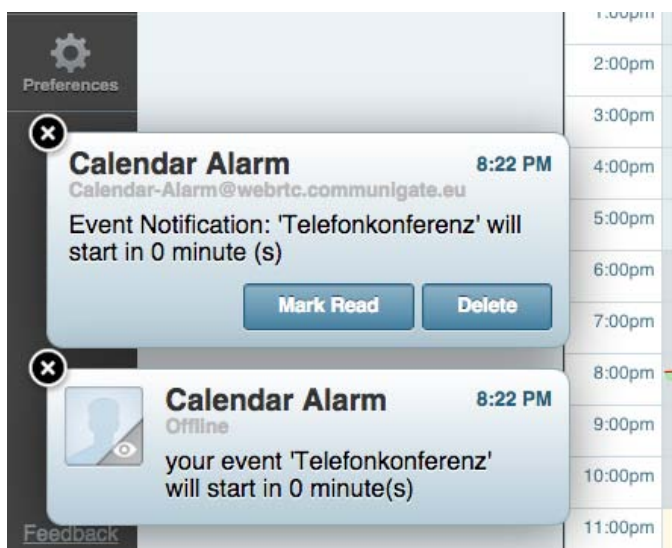 Preferences
Calendar Alarm 8:22 PM
Calendar-Alarm@webrtc.communigate.eu
Event Notification: 'Telefonkonferenz' will
start in 0 minute (s)
Mark Read Delete
Calendar Alarm 8:22 PM
Offline
your event 'Telefonkonferenz'
will start in 0 minute(s)
Feedback
1:00pm
2:00pm
3:00pm
4:00pm
5:00pm
6:00pm
7:00pm
8:00pm
9:00pm
10:00pm
11:00pm